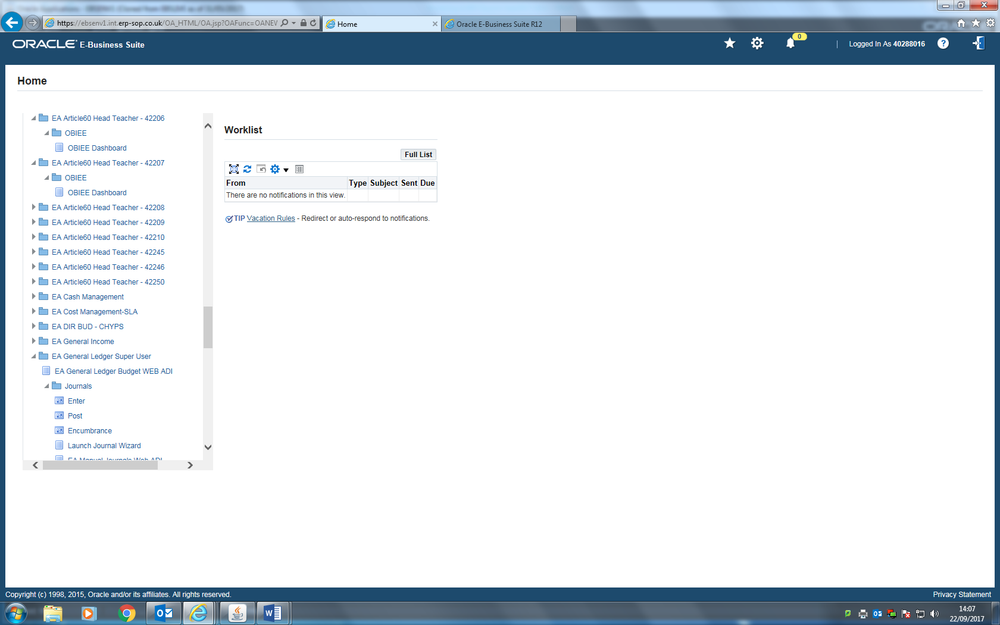 https://ebsenv1.int.erp-sop.co.uk/OA_HTML/OA.jsp?OAFunc=OANEW
Home
Oracle E-Business Suite R12
ORACLE E-Business Suite
0
Logged In As 40288016
Home
EA Article60 Head Teacher - 42206
OBIEE
OBIEE Dashboard
EA Article60 Head Teacher - 42207
OBIEE
OBIEE Dashboard
EA Article60 Head Teacher - 42208
EA Article60 Head Teacher - 42209
EA Article60 Head Teacher - 42210
EA Article60 Head Teacher - 42245
EA Article60 Head Teacher - 42246
EA Article60 Head Teacher - 42250
EA Cash Management
EA Cost Management-SLA
EA DIR BUD - CHYPS
EA General Income
EA General Ledger Super User
EA General Ledger Budget WEB ADI
Journals
Enter
Post
Encumbrance
Launch Journal Wizard
EA Manual Journals Web ADI
Worklist
Full List
From Type Subject Sent Due
There are no notifications in this view.
TIP Vacation Rules - Redirect or auto-respond to notifications.
Copyright (c) 1998, 2015, Oracle and/or its affiliates. All rights reserved.
Privacy Statement
14:07
22/09/2017